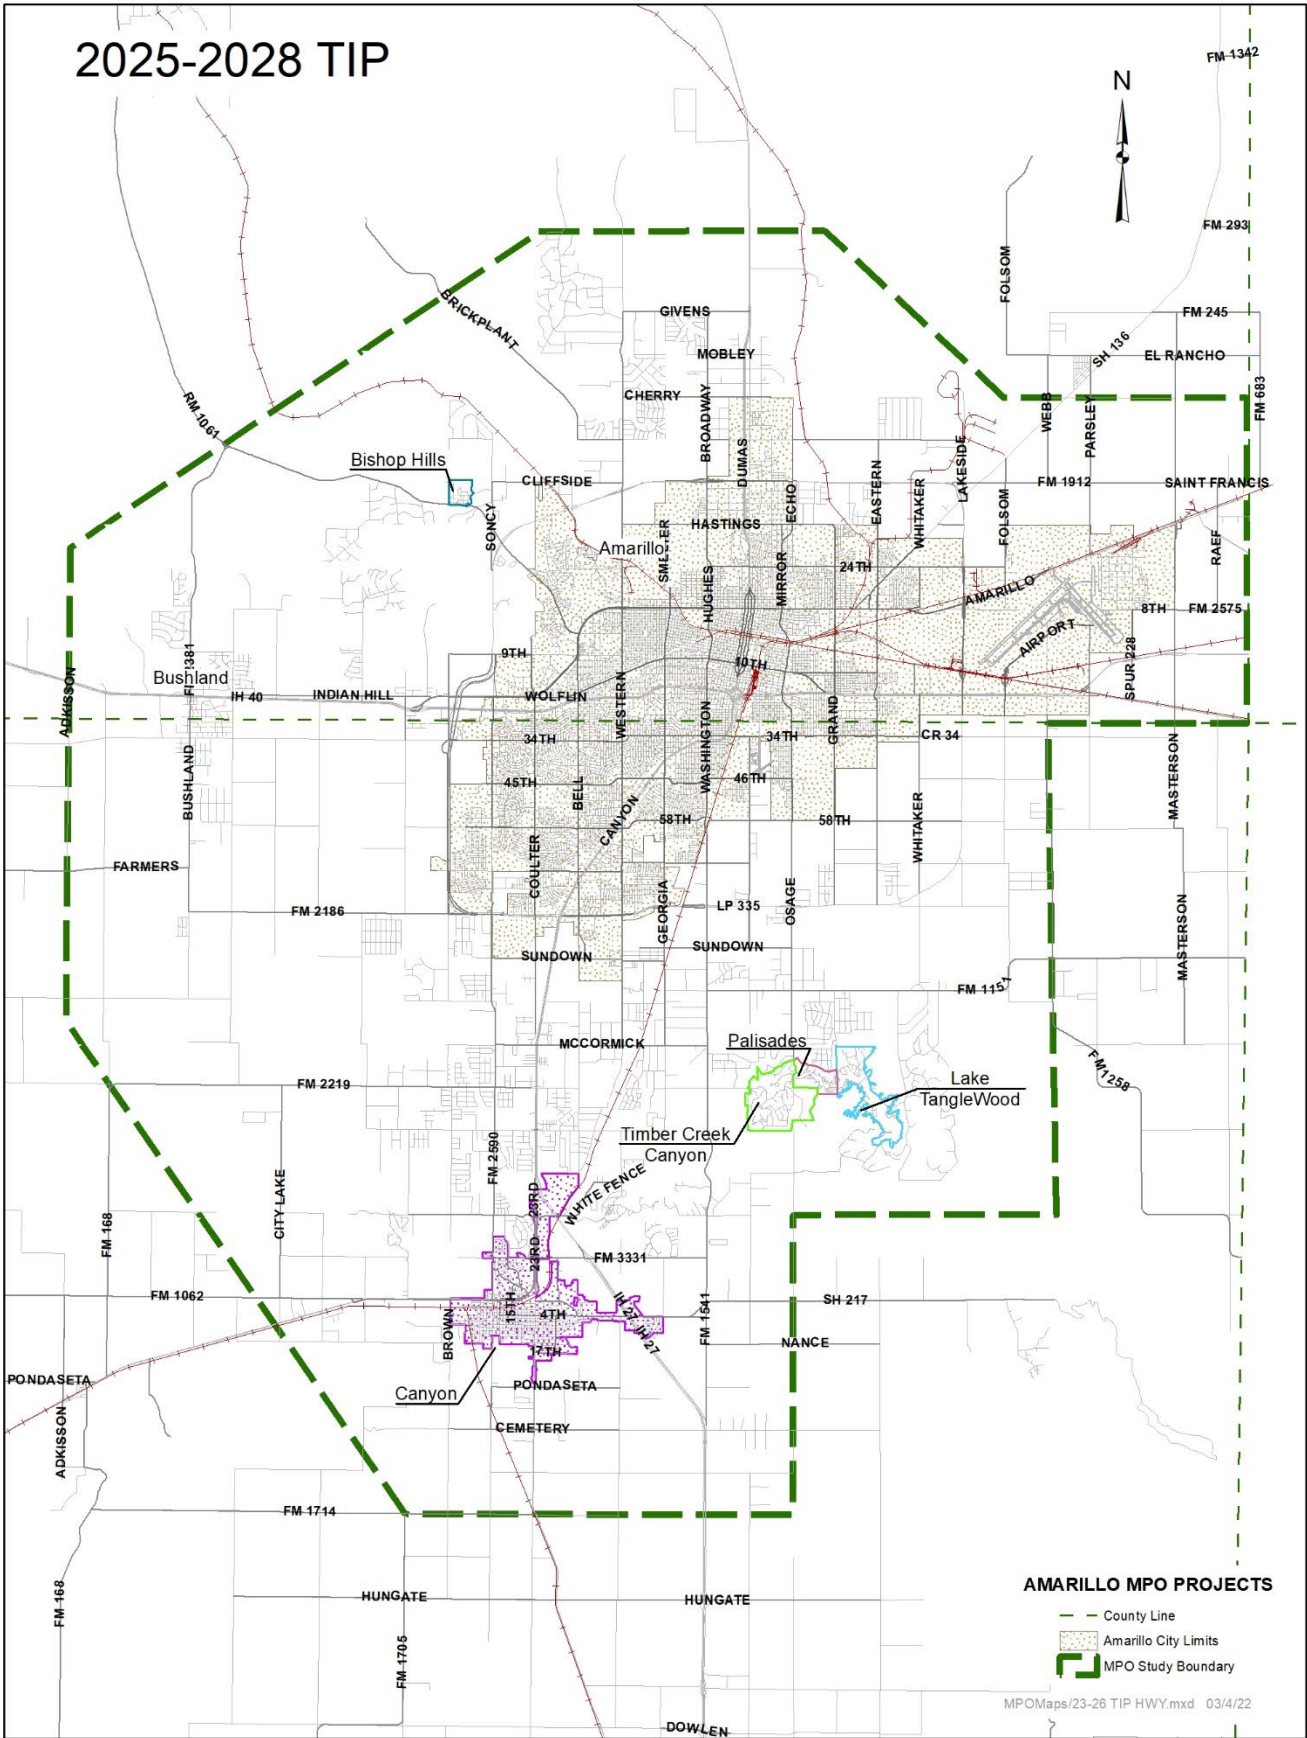 2025-2028 TIP
FM 1342
N
FM 293
FOLSOM
GIVENS
FM 245
BRICKPLANT
MOBLEY
SH 136
EL RANCHO
CHERRY
BROADWAY
RM 1061
WEBB
PARSLEY
FM 683
DUMAS
Bishop Hills
CLIFFSIDE
LAKESIDE
FM 1912
SAINT FRANCIS
ECHO
EASTERN
WHITAKER
FOLSOM
SONCY
HASTINGS
Amarillo
HUGHES
MIRROR
24TH
RAEF
AMARILLO
8TH
FM 2575
AIRPORT
9TH
10TH
SPUR 228
Bushland
ADKISSON
IH 40
INDIAN HILL
WOLFLIN
WESTERN
WASHINGTON
GRAND
34TH
34TH
CR 34
BUSHLAND
45TH
BELL
46TH
MASTERSON
CANYON
58TH
58TH
WHITAKER
FARMERS
COULTER
GEORGIA
OSAGE
FM 2186
LP 335
SUNDOWN
SUNDOWN
MASTERSON
FM 1151
MCCORMICK
Palisades
FM 1258
FM 2219
Lake
TangleWood
Timber Creek
Canyon
FM 2590
WHITE FENCE
CITY LAKE
23RD
FM 168
23RD
FM 3331
FM 1062
15TH
4TH
IH 27
IH 27
FM 1541
SH 217
BROWN
17TH
NANCE
PONDASETA
Canyon
PONDASETA
ADKISSON
CEMETERY
FM 1714
FM 168
HUNGATE
HUNGATE
FM 1705
DOWLEN
AMARILLO MPO PROJECTS
County Line
Amarillo City Limits
MPO Study Boundary
MPOMaps/23-26 TIP HWY.mxd 03/4/22